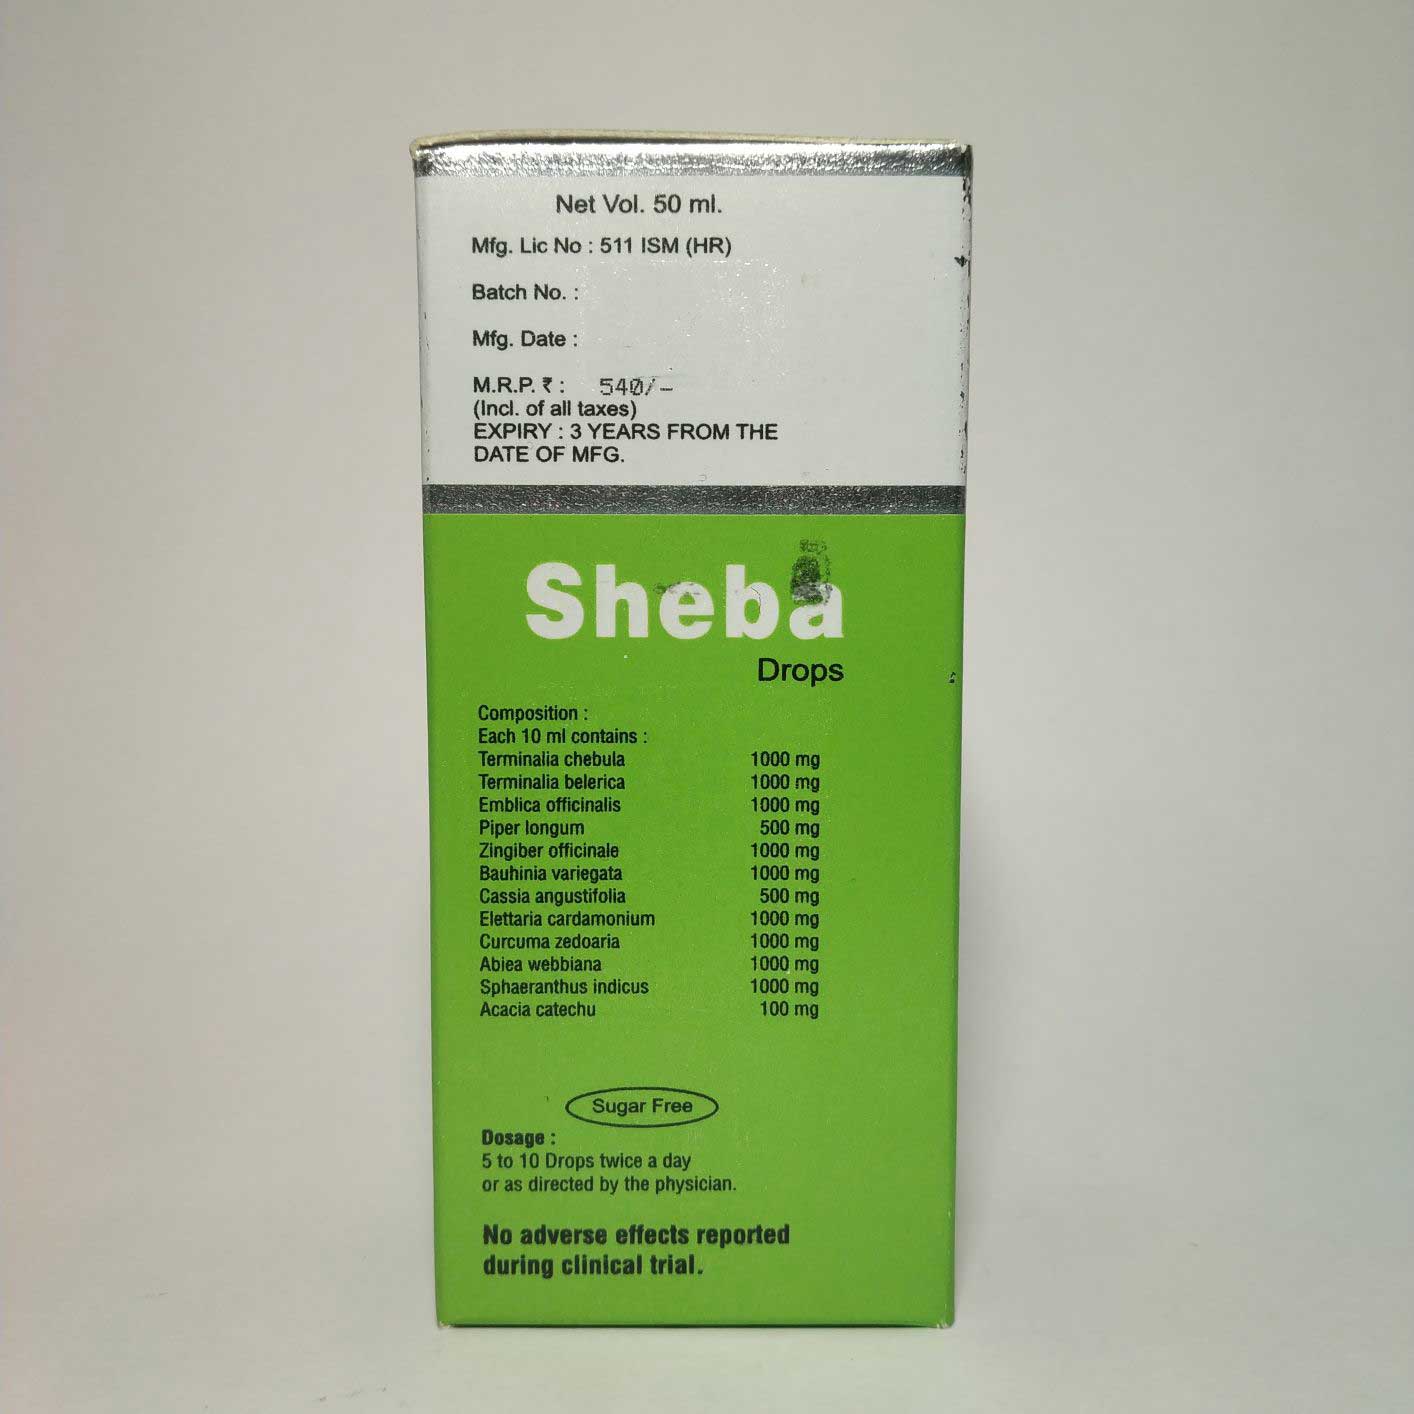 Net Vol. 50 ml.
Mfg. Lic No : 511 ISM (HR)
Batch No. :
Mfg. Date :
M.R.P. ₹ : 540/-
(Incl. of all taxes)
EXPIRY : 3 YEARS FROM THE
DATE OF MFG.
Sheba
Drops
Composition :
Each 10 ml contains :
Terminalia chebula 1000 mg
Terminalia belerica 1000 mg
Emblica officinalis 1000 mg
Piper longum 500 mg
Zingiber officinale 1000 mg
Bauhinia variegata 1000 mg
Cassia angustifolia 500 mg
Elettaria cardamonium 1000 mg
Curcuma zedoaria 1000 mg
Abiea webbiana 1000 mg
Sphaeranthus indicus 1000 mg
Acacia catechu 100 mg
Sugar Free
Dosage :
5 to 10 Drops twice a day
or as directed by the physician.
No adverse effects reported
during clinical trial.